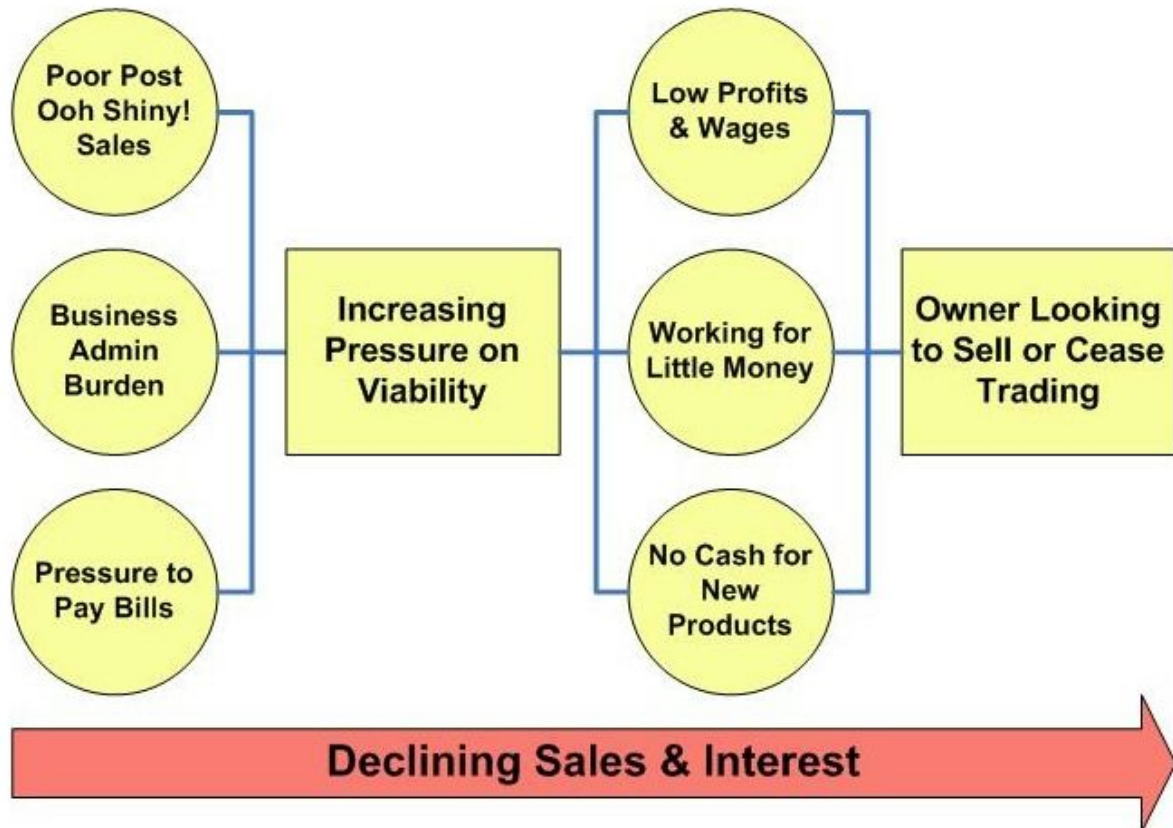 Poor Post
Ooh Shiny!
Sales
Business
Admin
Burden
Pressure to
Pay Bills
Increasing
Pressure on
Viability
Low Profits
& Wages
Working for
Little Money
No Cash for
New
Products
Owner Looking
to Sell or Cease
Trading
Declining Sales & Interest